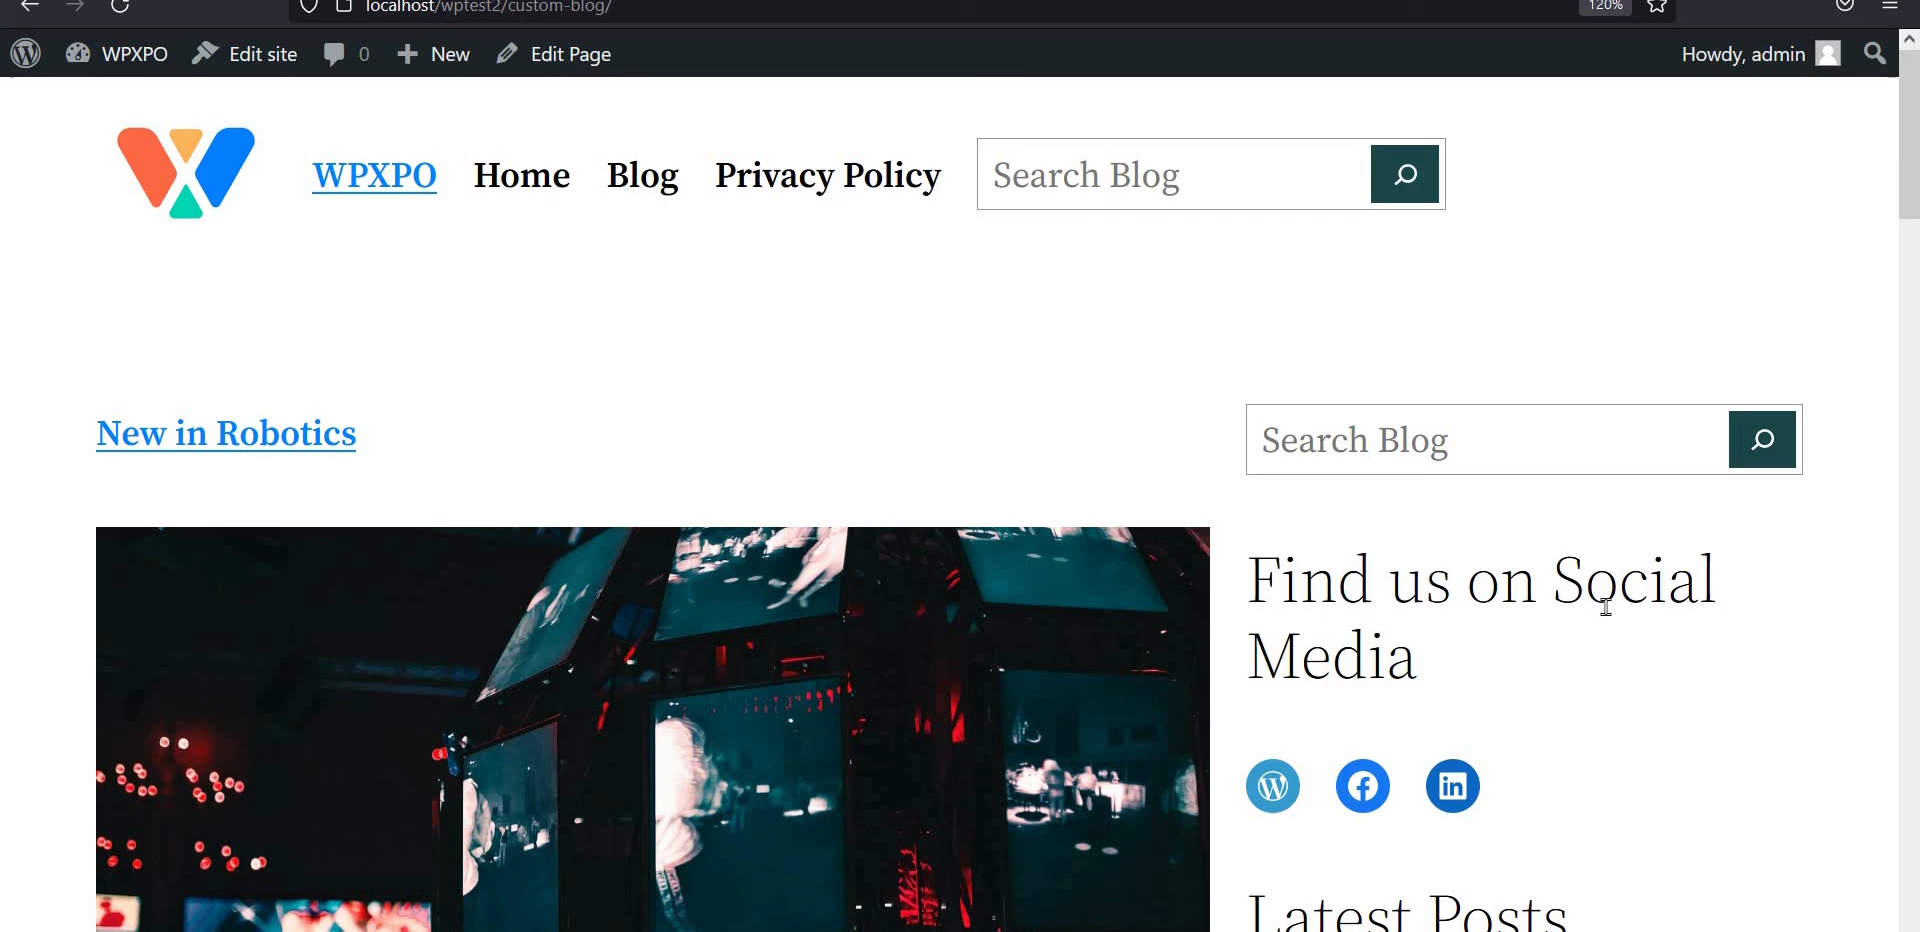 localhost/wptest2/custom-blog/
120%
WPXPO Edit site 0 New Edit Page Howdy, admin
WPXPO Home Blog Privacy Policy Search Blog
New in Robotics
Search Blog
Find us on Social
Media
Latest Posts